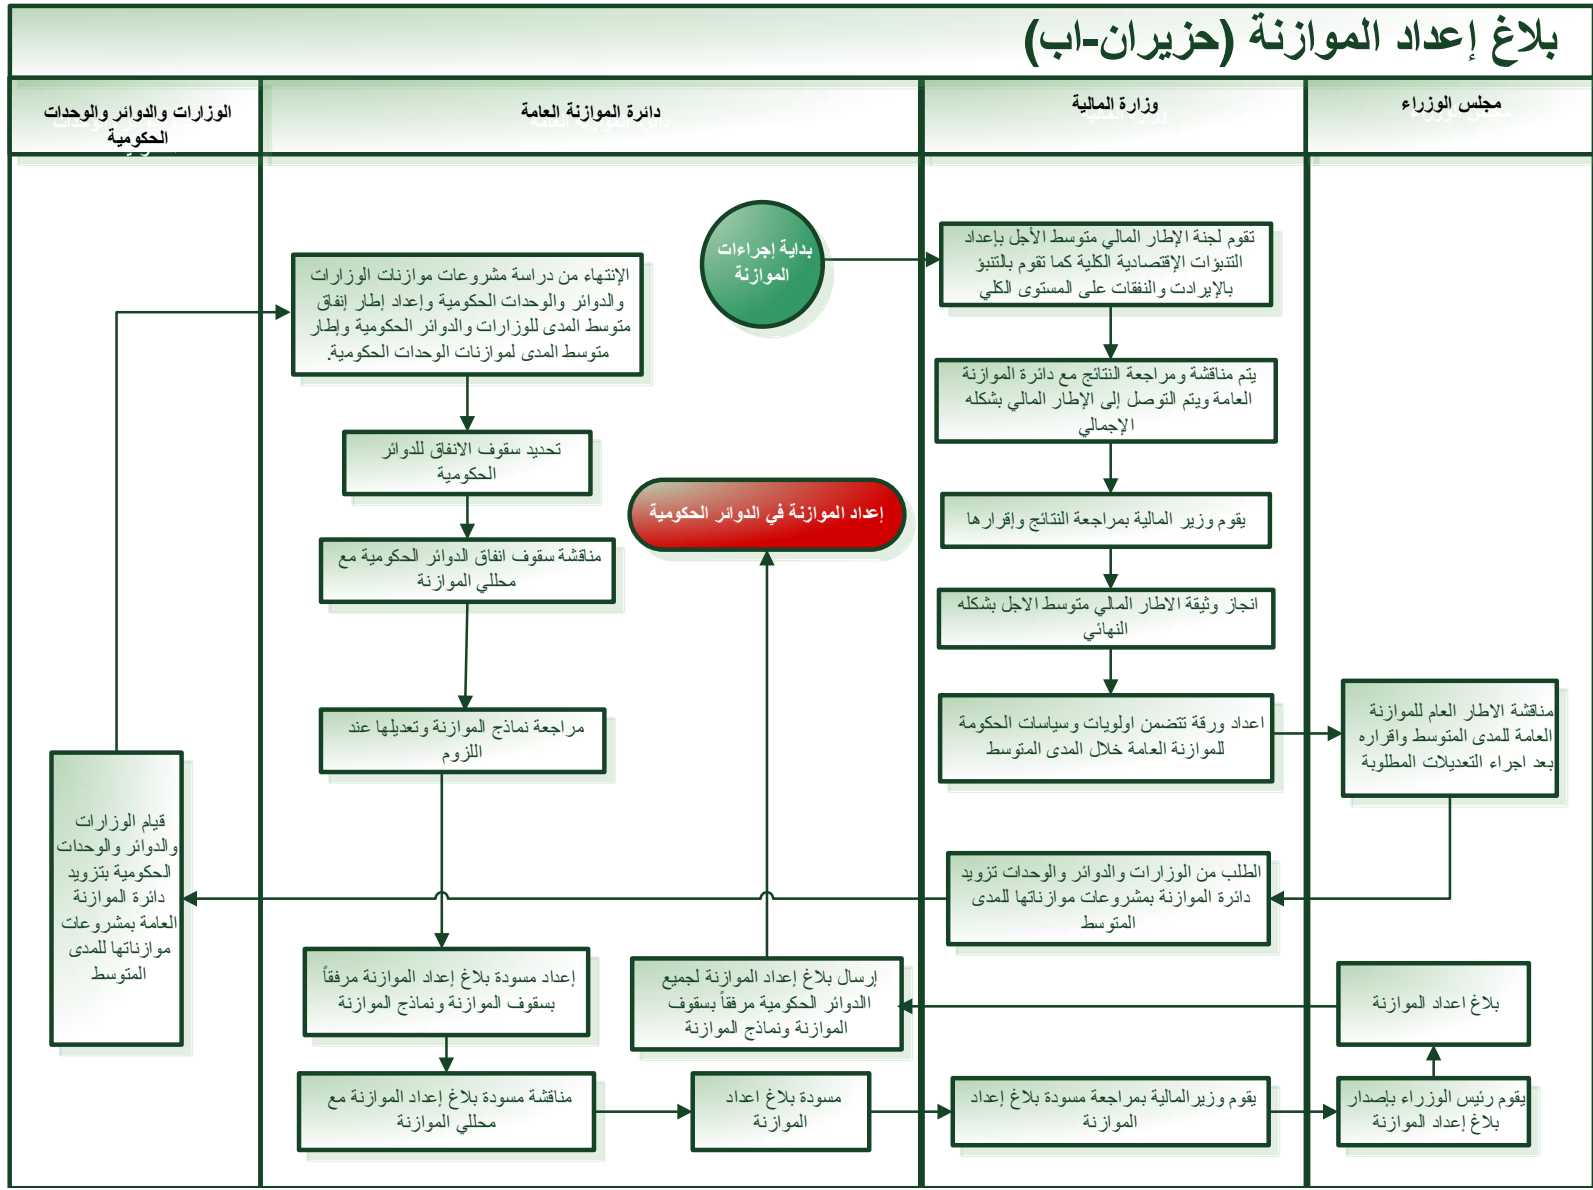 بلاغ إعداد الموازنة (حزيران-اب)
مجلس الوزراء
وزارة المالية
دائرة الموازنة العامة
الوزارات والدوائر والوحدات
الحكومية
بداية إجراءات
الموازنة
تقوم لجنة الإطار المالي متوسط الأجل بإعداد
التنبؤات الإقتصادية الكلية كما تقوم بالتنبؤ
بالإيرادت والنفقات على المستوى الكلي
يتم مناقشة ومراجعة النتائج مع دائرة الموازنة
العامة ويتم التوصل إلى الإطار المالي بشكله
الإجمالي
يقوم وزير المالية بمراجعة النتائج وإقرارها
انجاز وثيقة الاطار المالي متوسط الاجل بشكله
النهائي
اعداد ورقة تتضمن اولويات وسياسات الحكومة
للموازنة العامة خلال المدى المتوسط
مناقشة الاطار العام للموازنة
العامة للمدى المتوسط واقراره
بعد اجراء التعديلات المطلوبة
الطلب من الوزارات والدوائر والوحدات تزويد
دائرة الموازنة بمشروعات موازناتها للمدى
المتوسط
قيام الوزارات
والدوائر والوحدات
الحكومية بتزويد
دائرة الموازنة
العامة بمشروعات
موازناتها للمدى
المتوسط
الإنتهاء من دراسة مشروعات موازنات الوزارات
والدوائر والوحدات الحكومية وإعداد إطار إنفاق
متوسط المدى للوزارات والدوائر الحكومية وإطار
متوسط المدى لموازنات الوحدات الحكومية.
تحديد سقوف الانفاق للدوائر
الحكومية
مناقشة سقوف انفاق الدوائر الحكومية مع
محللي الموازنة
مراجعة نماذج الموازنة وتعديلها عند
اللزوم
إعداد مسودة بلاغ إعداد الموازنة مرفقاً
بسقوف الموازنة ونماذج الموازنة
مناقشة مسودة بلاغ إعداد الموازنة مع
محللي الموازنة
مسودة بلاغ اعداد
الموازنة
يقوم وزيرالمالية بمراجعة مسودة بلاغ إعداد
الموازنة
يقوم رئيس الوزراء بإصدار
بلاغ إعداد الموازنة
بلاغ اعداد الموازنة
إرسال بلاغ إعداد الموازنة لجميع
االدوائر الحكومية مرفقاً بسقوف
الموازنة ونماذج الموازنة
إعداد الموازنة في الدوائر الحكومية